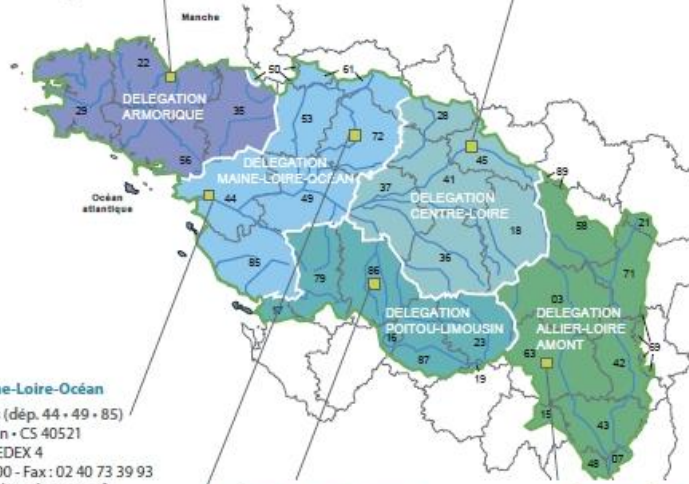 Manche
50
61
22
DELEGATION
ARMORIQUE
29
35
56
53
72
28
45
89
Océan
atlantique
DELEGATION
MAINE-LOIRE-OCÉAN
44
49
37
41
DELEGATION
CENTRE-LOIRE
18
36
58
21
71
85
79
86
17
DELEGATION
POITOU-LIMOUSIN
16
87
23
19
03
DELEGATION
ALLIER-LOIRE
AMONT
63
69
42
15
43
48
07
ne-Loire-Océan
(dép. 44 • 49 • 85)
n • CS 40521
EDEX 4
00 - Fax : 02 40 73 39 93